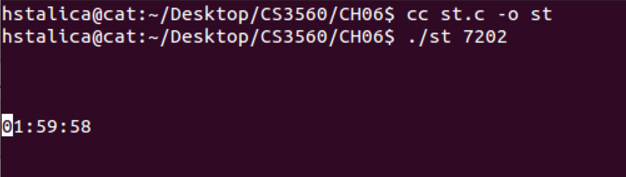 hstalica@cat:~/Desktop/CS3560/CH06$ cc st.c -o st
hstalica@cat:~/Desktop/CS3560/CH06$ ./st 7202
01:59:58